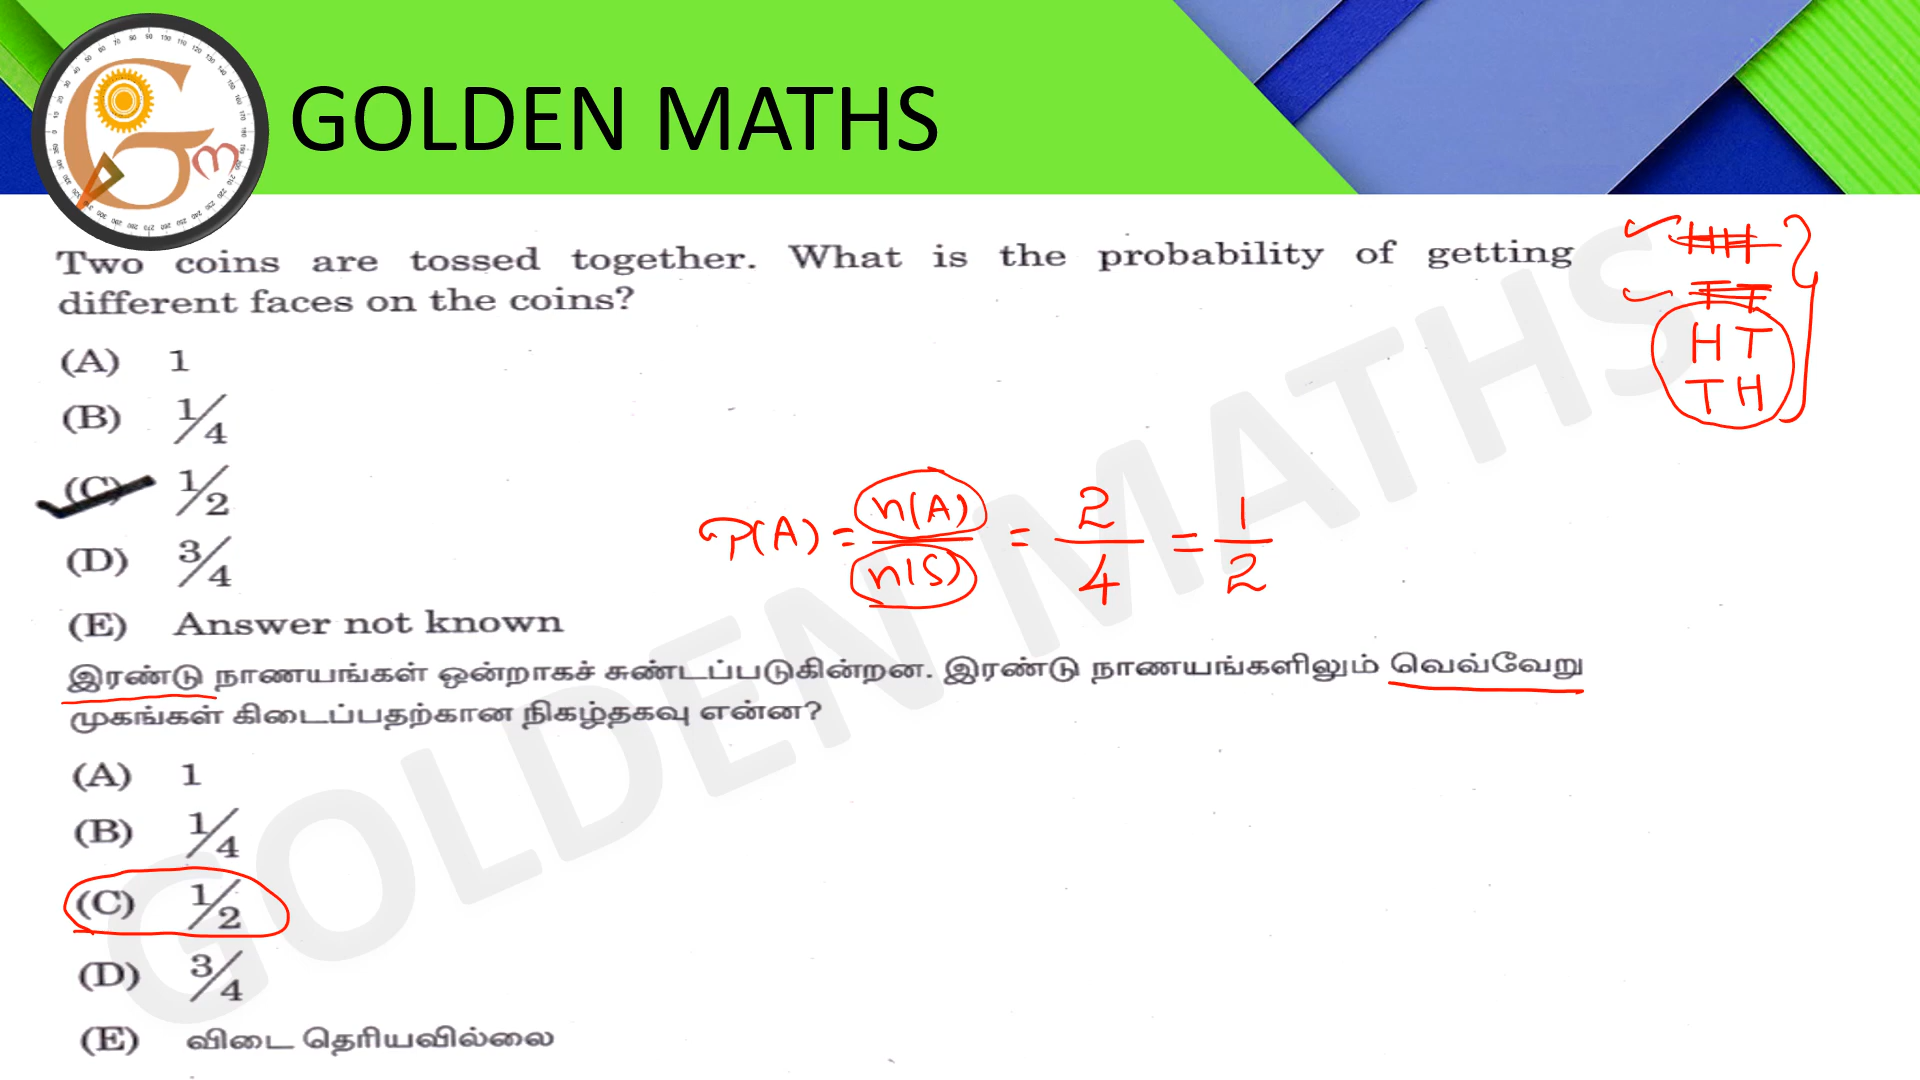 GOLDEN MATHS
Two coins are tossed together. What is the probability of getting
different faces on the coins?
(A) 1
(B) 1/4
(C) 1/2
(D) 3/4
(E) Answer not known
இரண்டு நாணயங்கள் ஒன்றாகச் சுண்டப்படுகின்றன. இரண்டு நாணயங்களிலும் வெவ்வேறு
முகங்கள் கிடைப்பதற்கான நிகழ்தகவு என்ன?
(A) 1
(B) 1/4
(C) 1/2
(D) 3/4
(E) விடை தெரியவில்லை
HH
TT
HT
TH
P(A) = n(A)/n(S) = 2/4 = 1/2
GOLDEN MATHS